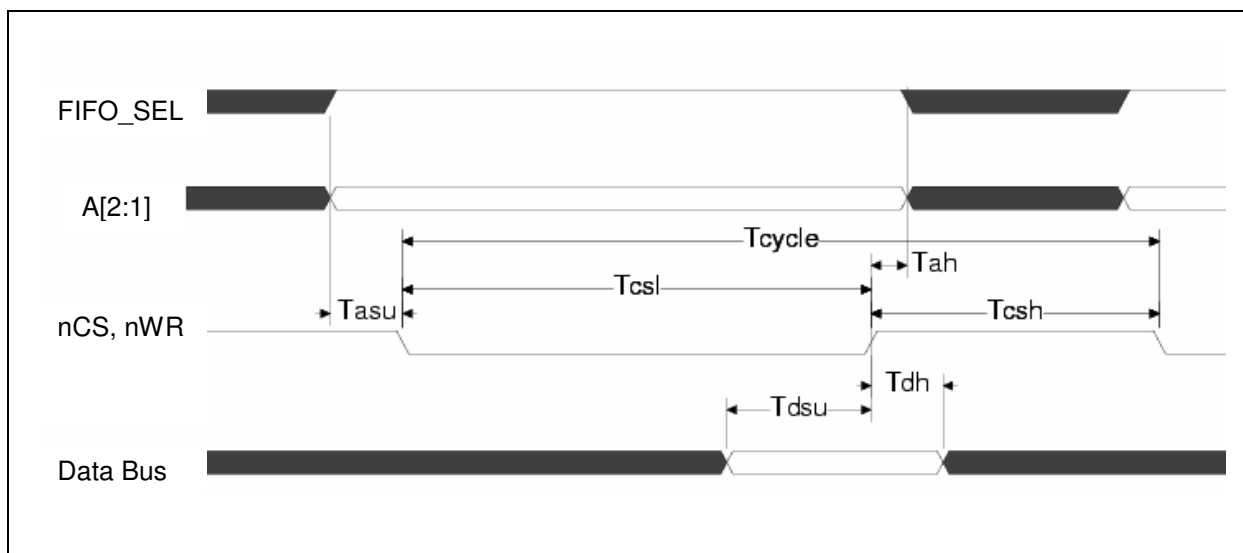 FIFO_SEL
A[2:1]
Tcycle
Tah
Tcsl
Tasu
Tcsh
nCS, nWR
Tdh
Tdsu
Data Bus